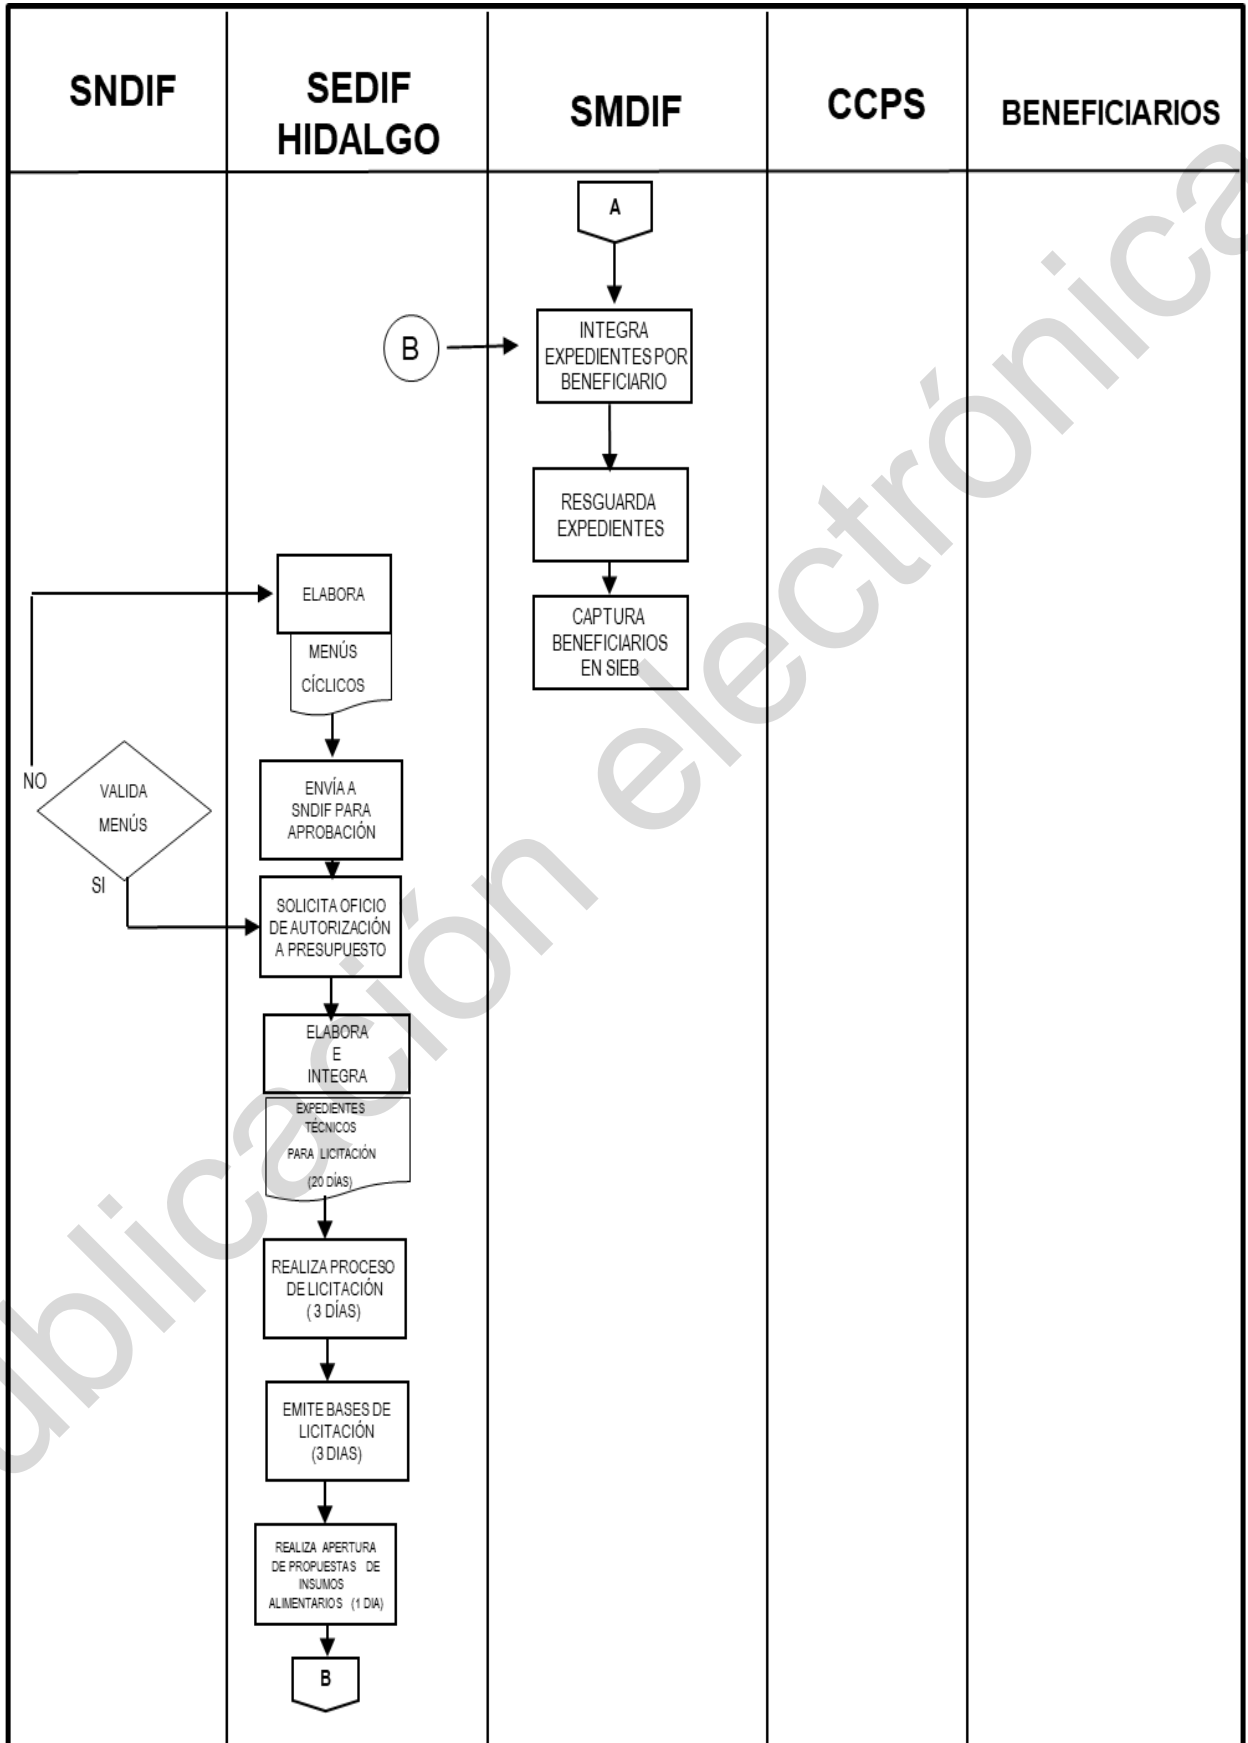 SNDIF
SEDIF
HIDALGO
SMDIF
CCPS
BENEFICIARIOS
A
B
INTEGRA
EXPEDIENTES POR
BENEFICIARIO
RESGUARDA
EXPEDIENTES
CAPTURA
BENEFICIARIOS
EN SIEB
ELABORA
MENÚS
CÍCLICOS
NO
VALIDA
MENÚS
SI
ENVÍA A
SNDIF PARA
APROBACIÓN
SOLICITA OFICIO
DE AUTORIZACIÓN
A PRESUPUESTO
ELABORA
E
INTEGRA
EXPEDIENTES
TÉCNICOS
PARA LICITACIÓN
(20 DÍAS)
REALIZA PROCESO
DE LICITACIÓN
( 3 DÍAS)
EMITE BASES DE
LICITACIÓN
(3 DIAS)
REALIZA APERTURA
DE PROPUESTAS DE
INSUMOS
ALIMENTARIOS (1 DIA)
B
ublicación electrónica